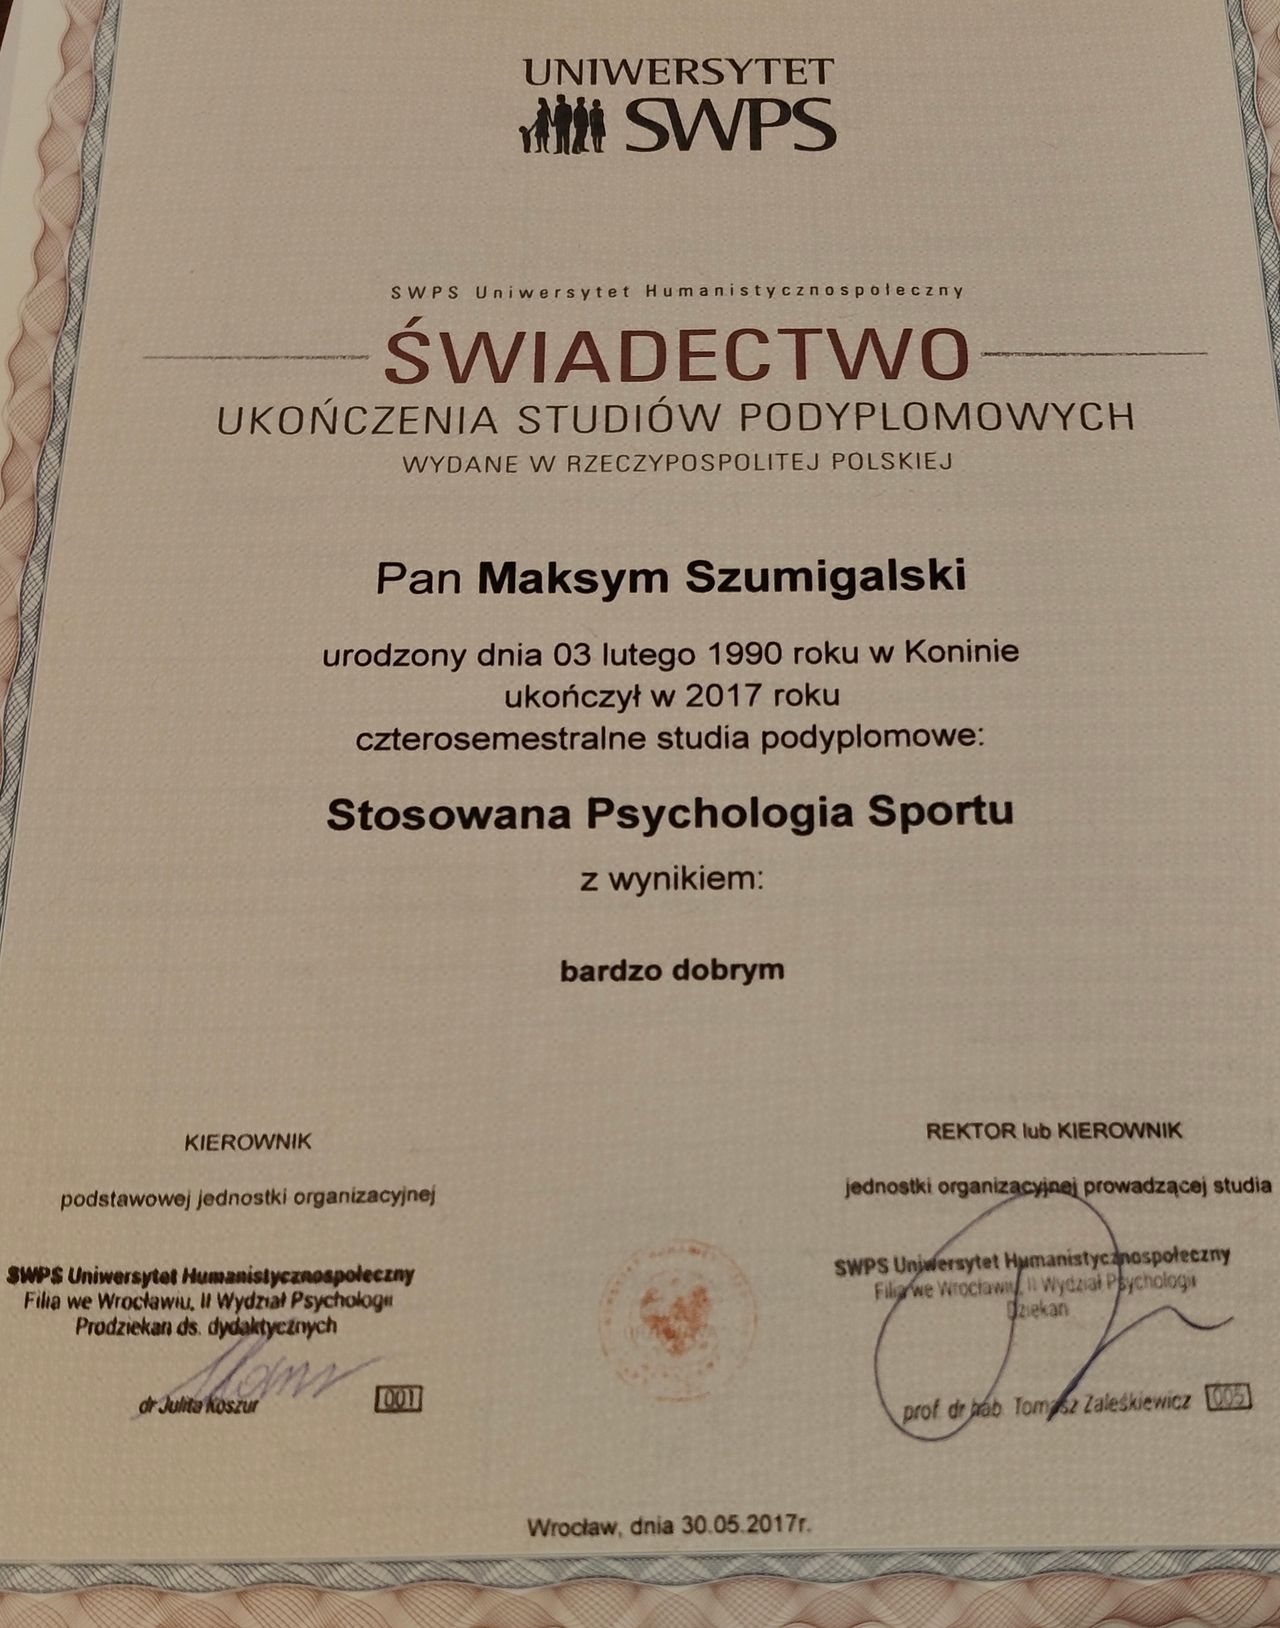 UNIWERSYTET
SWPS
SWPS Uniwersytet Humanistycznospołeczny
ŚWIADECTWO
UKOŃCZENIA STUDIÓW PODYPLOMOWYCH
WYDANE W RZECZYPOSPOLITEJ POLSKIEJ
Pan Maksym Szumigalski
urodzony dnia 03 lutego 1990 roku w Koninie
ukończył w 2017 roku
czterosemestralne studia podyplomowe:
Stosowana Psychologia Sportu
z wynikiem:
bardzo dobrym
KIEROWNIK
podstawowej jednostki organizacyjnej
SWPS Uniwersytet Humanistycznospołeczny
Filia we Wrocławiu, II Wydział Psychologii
Prodziekan ds. dydaktycznych
dr Julita Koszur
001
REKTOR lub KIEROWNIK
jednostki organizacyjnej prowadzącej studia
SWPS Uniwersytet Humanistycznospołeczny
Filia we Wrocławiu, II Wydział Psychologii
Dziekan
prof. dr hab. Tomasz Zaleśkiewicz
005
Wrocław, dnia 30.05.2017r.